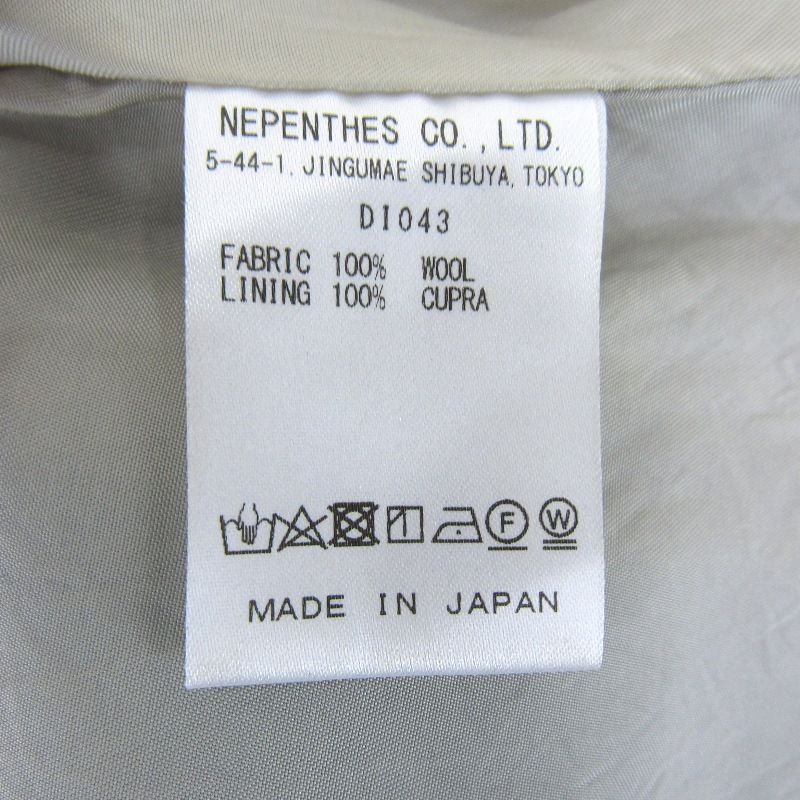 NEPENTHES CO.,LTD.
5-44-1, JINGUMAE SHIBUYA, TOKYO
DI043
FABRIC 100% WOOL
LINING 100% CUPRA
F W
MADE IN JAPAN